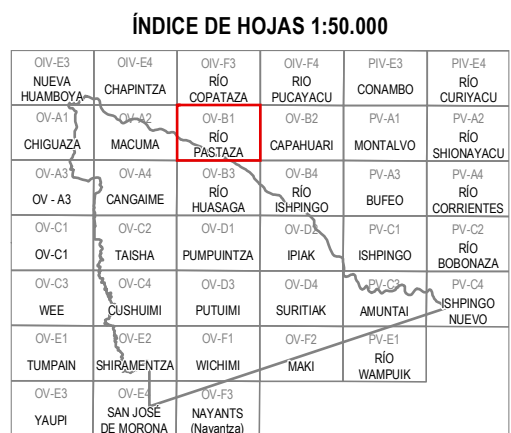 ÍNDICE DE HOJAS 1:50.000
OIV-E3 OIV-E4 OIV-F3 OIV-F4 PIV-E3 PIV-E4
NUEVA HUAMBOYA CHAPINTZA RÍO COPATAZA RIO PUCAYACU CONAMBO RÍO CURIYACU
OV-A1 OV-A2 OV-B1 OV-B2 PV-A1 PV-A2
CHIGUAZA MACUMA RÍO PASTAZA CAPAHUARI MONTALVO RÍO SHIONAYACU
OV-A3 OV-A4 OV-B3 OV-B4 PV-A3 PV-A4
OV - A3 CANGAIME RÍO HUASAGA RÍO ISHPINGO BUFEO RÍO CORRIENTES
OV-C1 OV-C2 OV-D1 OV-D2 PV-C1 PV-C2
OV-C1 TAISHA PUMPUINTZA IPIAK ISHPINGO RÍO BOBONAZA
OV-C3 OV-C4 OV-D3 OV-D4 PV-C3 PV-C4
WEE CUSHUIMI PUTUIMI SURITIAK AMUNTAI ISHPINGO NUEVO
OV-E1 OV-E2 OV-F1 OV-F2 PV-E1
TUMPAIN SHIRAMENTZA WICHIMI MAKI RÍO WAMPUIK
OV-E3 OV-E4 OV-F3
YAUPI SAN JOSÉ DE MORONA NAYANTS (Nayantza)